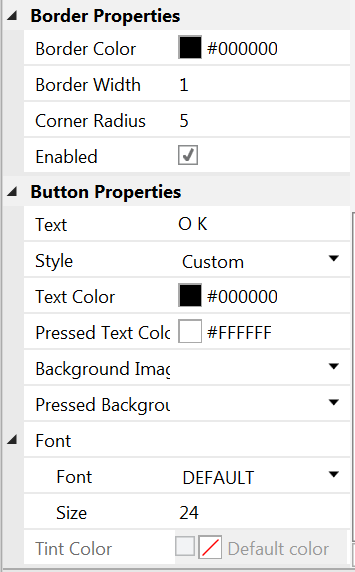 Border Properties
Border Color #000000
Border Width 1
Corner Radius 5
Enabled
Button Properties
Text O K
Style Custom
Text Color #000000
Pressed Text Colo #FFFFFF
Background Imag
Pressed Backgrou
Font
Font DEFAULT
Size 24
Tint Color Default color